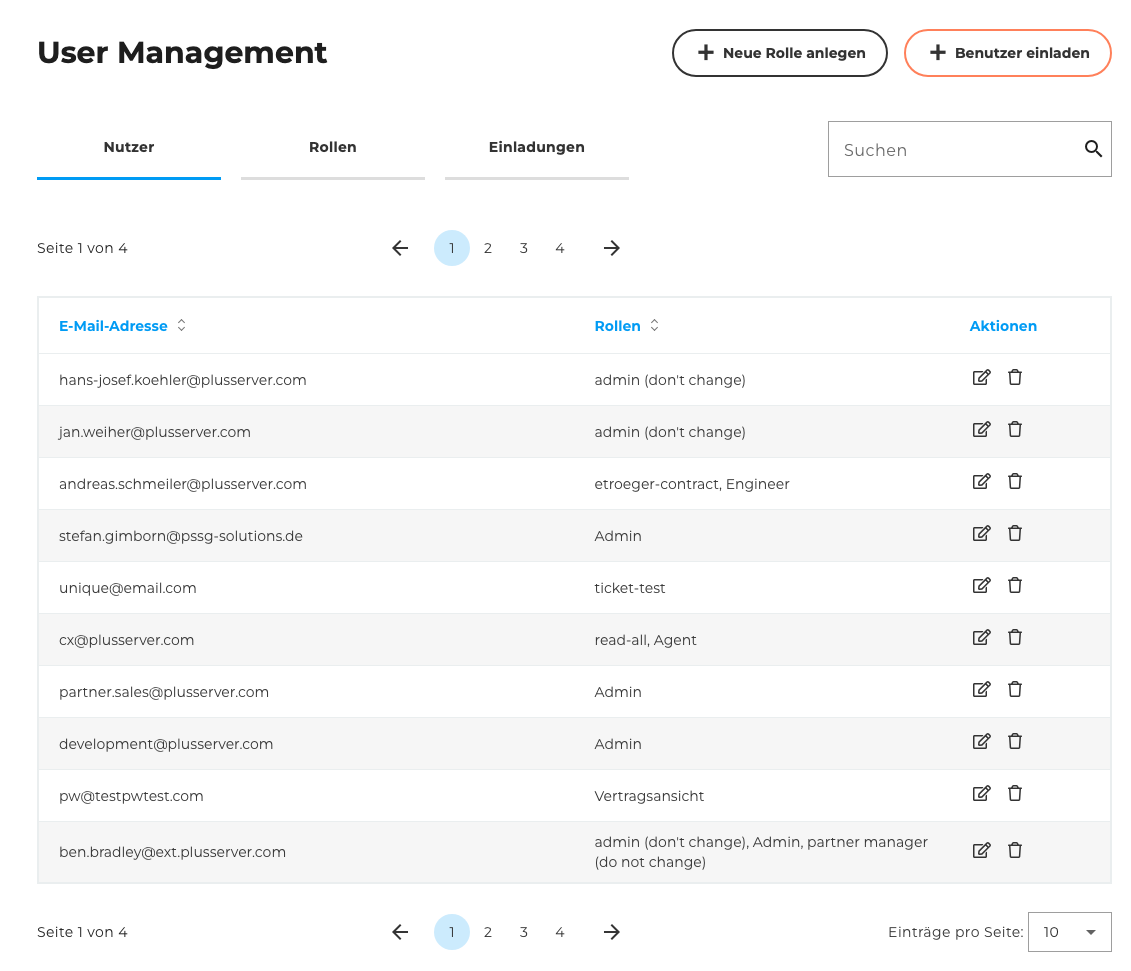 User Management
Neue Rolle anlegen
Benutzer einladen
Nutzer
Rollen
Einladungen
Suchen
Seite 1 von 4
1 2 3 4
E-Mail-Adresse
Rollen
Aktionen
hans-josef.koehler@plusserver.com
admin (don't change)
jan.weiher@plusserver.com
admin (don't change)
andreas.schmeiler@plusserver.com
etroeger-contract, Engineer
stefan.gimborn@pssg-solutions.de
Admin
unique@email.com
ticket-test
cx@plusserver.com
read-all, Agent
partner.sales@plusserver.com
Admin
development@plusserver.com
Admin
pw@testpwtest.com
Vertragsansicht
ben.bradley@ext.plusserver.com
admin (don't change), Admin, partner manager
(do not change)
Seite 1 von 4
1 2 3 4
Einträge pro Seite:
10